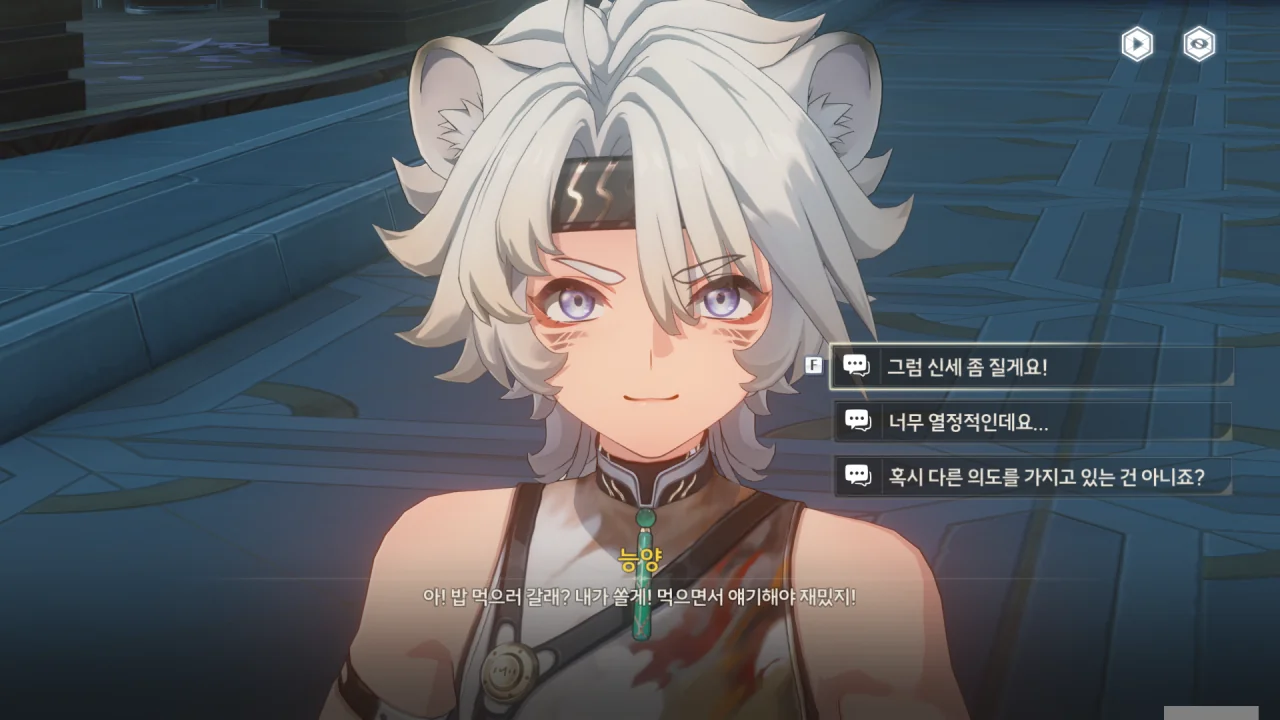 그럼 신세 좀 질게요!
F
너무 열정적인데요...
혹시 다른 의도를 가지고 있는 건 아니죠?
능양
아! 밥 먹으러 갈래? 내가 쏠게! 먹으면서 얘기해야 재밌지!